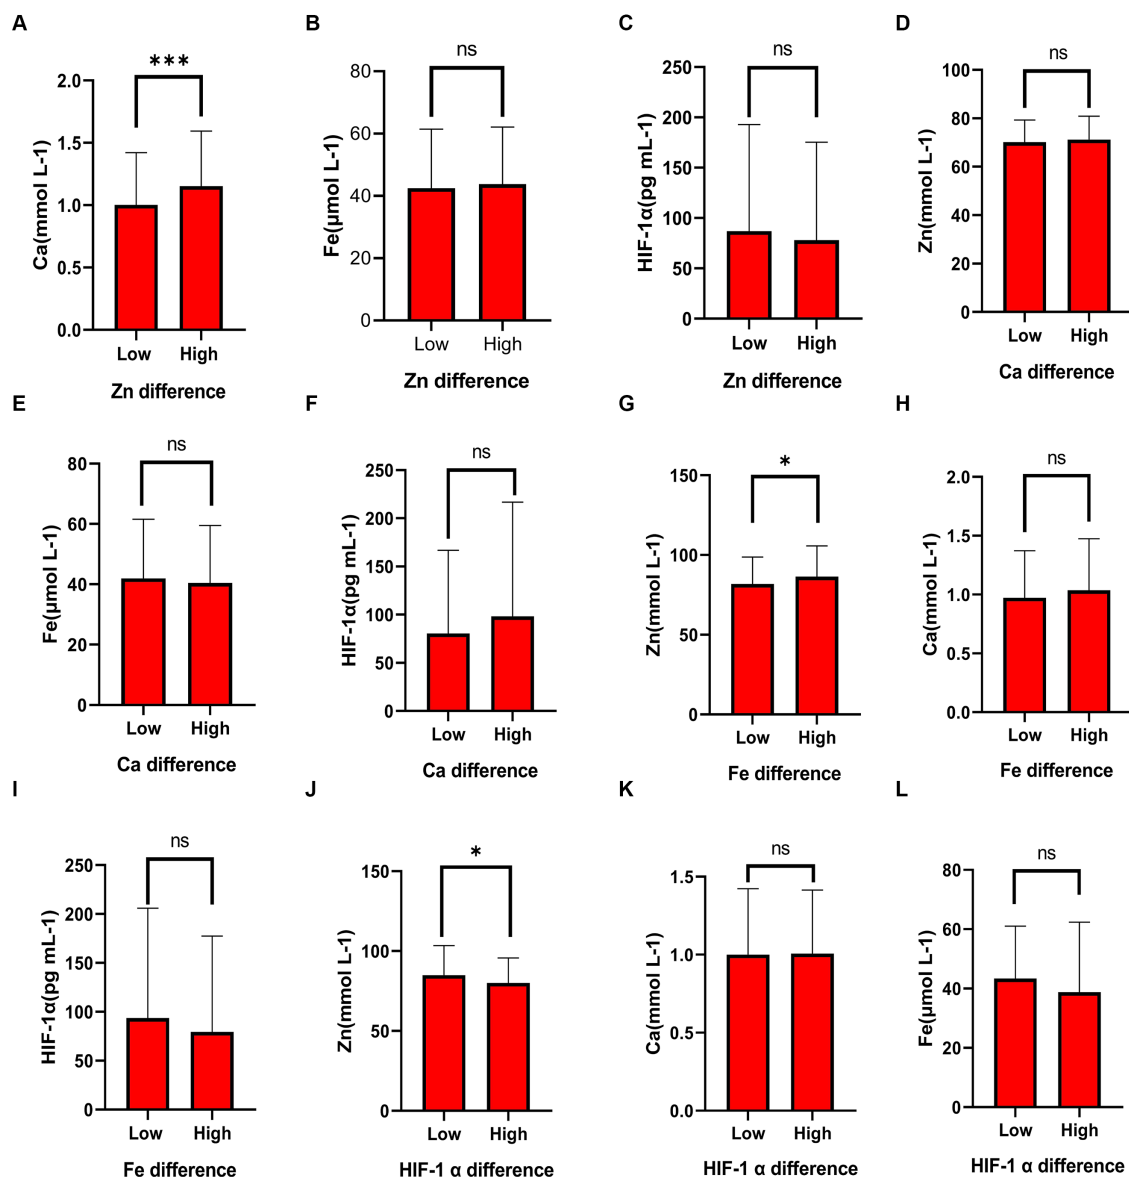 A
***
Ca(mmol L-1)
2.0
1.5
1.0
0.5
0.0
Low High
Zn difference
B
ns
Fe(µmol L-1)
80
60
40
20
0
Low High
Zn difference
C
ns
HIF-1α(pg mL-1)
250
200
150
100
50
0
Low High
Zn difference
D
ns
Zn(mmol L-1)
100
80
60
40
20
0
Low High
Ca difference
E
ns
Fe(µmol L-1)
80
60
40
20
0
Low High
Ca difference
F
ns
HIF-1α(pg mL-1)
250
200
150
100
50
0
Low High
Ca difference
G
*
Zn(mmol L-1)
150
100
50
0
Low High
Fe difference
H
ns
Ca(mmol L-1)
2.0
1.5
1.0
0.5
0.0
Low High
Fe difference
I
ns
HIF-1α(pg mL-1)
250
200
150
100
50
0
Low High
Fe difference
J
*
Zn(mmol L-1)
150
100
50
0
Low High
HIF-1 α difference
K
ns
Ca(mmol L-1)
1.5
1.0
0.5
0.0
Low High
HIF-1 α difference
L
ns
Fe(µmol L-1)
80
60
40
20
0
Low High
HIF-1 α difference